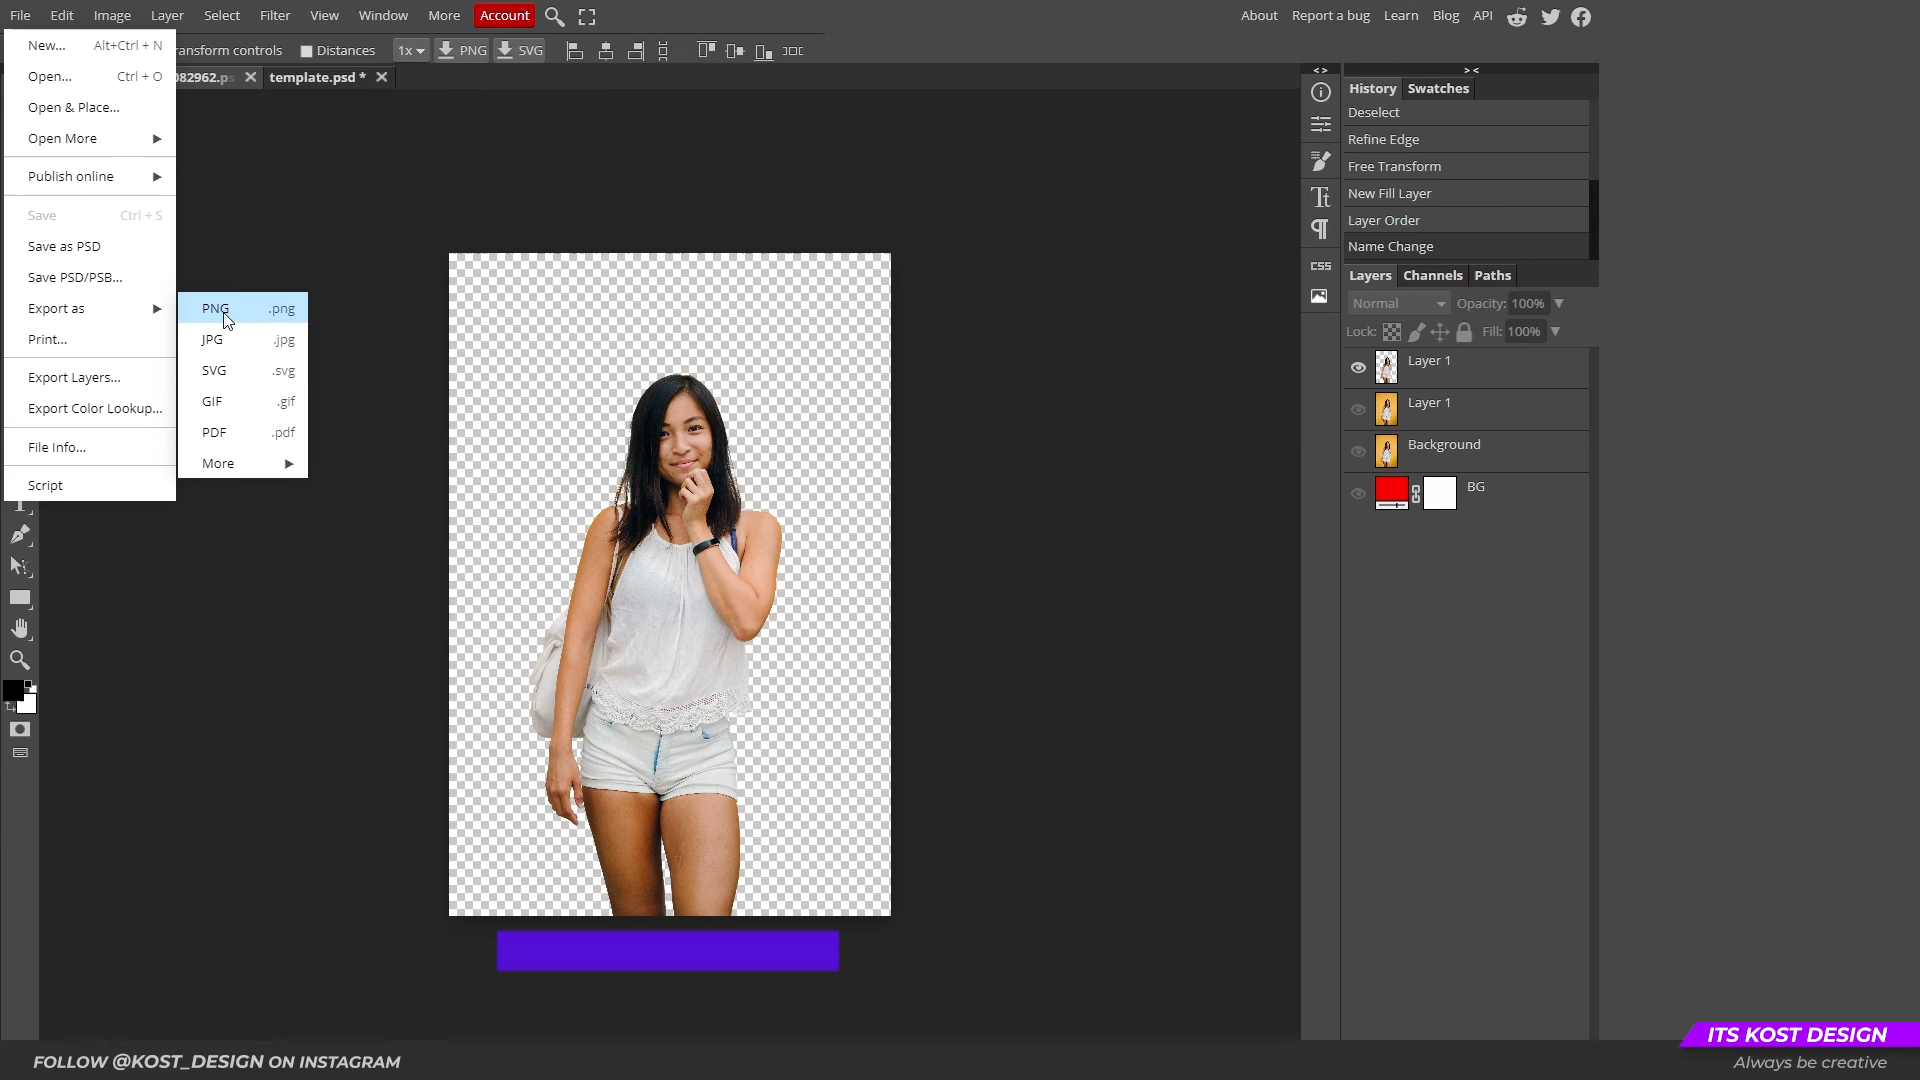 File Edit Image Layer Select Filter View Window More Account
About Report a bug Learn Blog API
New... Alt+Ctrl + N
Open... Ctrl + O
Open & Place...
Open More
Publish online
Save Ctrl + S
Save as PSD
Save PSD/PSB...
Export as
Print...
Export Layers...
Export Color Lookup...
File Info...
Script
PNG .png
JPG .jpg
SVG .svg
GIF .gif
PDF .pdf
More
ransform controls Distances 1x PNG SVG
082962.ps template.psd *
History Swatches
Deselect
Refine Edge
Free Transform
New Fill Layer
Layer Order
Name Change
CSS
Layers Channels Paths
Normal Opacity: 100%
Lock: Fill: 100%
Layer 1
Layer 1
Background
BG
FOLLOW @KOST_DESIGN ON INSTAGRAM
ITS KOST DESIGN
Always be creative